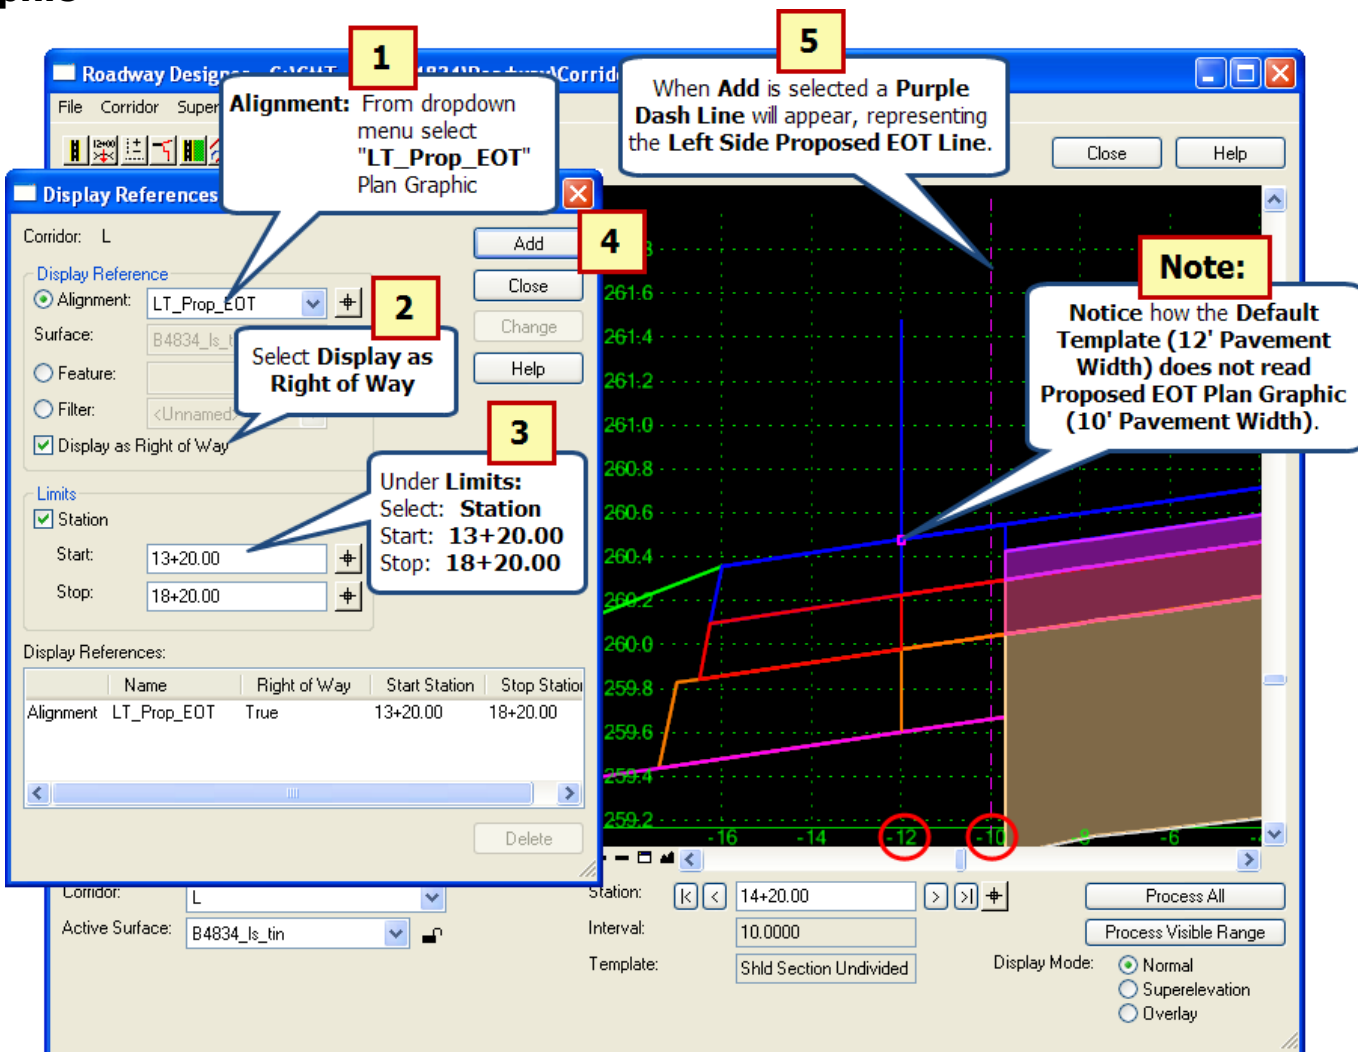 1
5
Alignment: From dropdown
menu select
"LT_Prop_EOT"
Plan Graphic
When Add is selected a Purple
Dash Line will appear, representing
the Left Side Proposed EOT Line.
Roadway
File Corridor
Close Help
Display References
Corridor: L
Add
4
Display Reference
Alignment: LT_Prop_EOT
Close
2
Surface:
Change
Select Display as
Right of Way
Feature:
Help
Filter: <Unnamed>
Display as Right of Way
3
Limits
Station
Under Limits:
Select: Station
Start: 13+20.00
Stop: 18+20.00
Start: 13+20.00
Stop: 18+20.00
Display References:
Name Right of Way Start Station
Alignment LT_Prop_EOT True 13+20.00 18+20.00
Delete
Note:
Notice how the Default
Template (12' Pavement
Width) does not read
Proposed EOT Plan Graphic
(10' Pavement Width).
261.6
261.4
261.2
261.0
260.8
260.6
260.4
260.2
260.0
259.8
259.6
259.4
259.2
-16 -14 -12 -10 -8 -6
Corridor: L
Station: 14+20.00
Process All
Active Surface: B4834_ls_tin
Interval: 10.0000
Process Visible Range
Template: Shld Section Undivided
Display Mode: Normal
Superelevation
Overlay